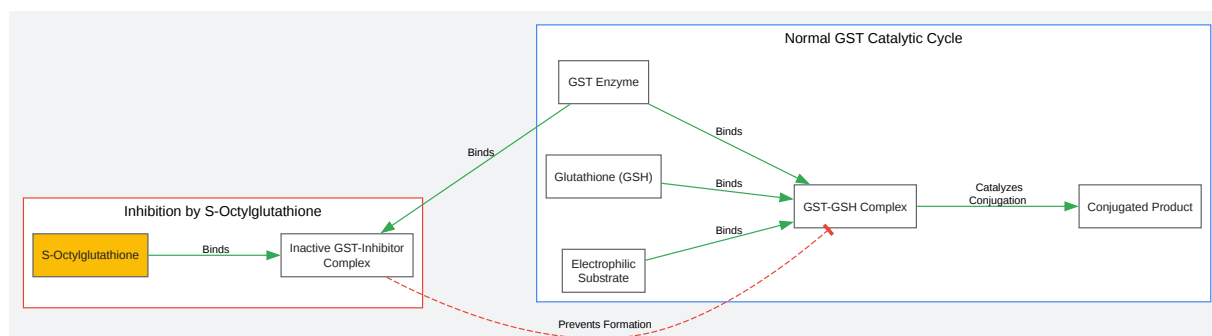 Normal GST Catalytic Cycle
GST Enzyme
Binds
Binds
Glutathione (GSH)
Binds
GST-GSH Complex
Catalyzes
Conjugation
Conjugated Product
Binds
Electrophilic
Substrate
Inhibition by S-Octylglutathione
S-Octylglutathione
Binds
Inactive GST-Inhibitor
Complex
Prevents Formation